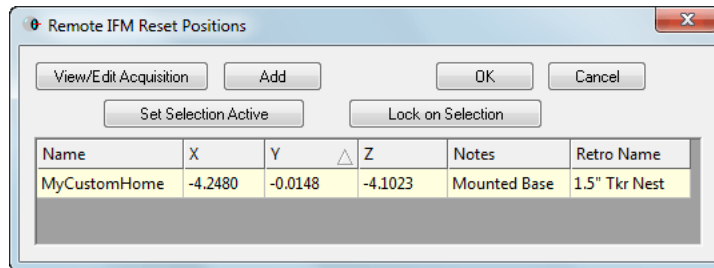 Remote IFM Reset Positions
View/Edit Acquisition Add OK Cancel
Set Selection Active Lock on Selection
Name X Y Z Notes Retro Name
MyCustomHome -4.2480 -0.0148 -4.1023 Mounted Base 1.5" Tkr Nest